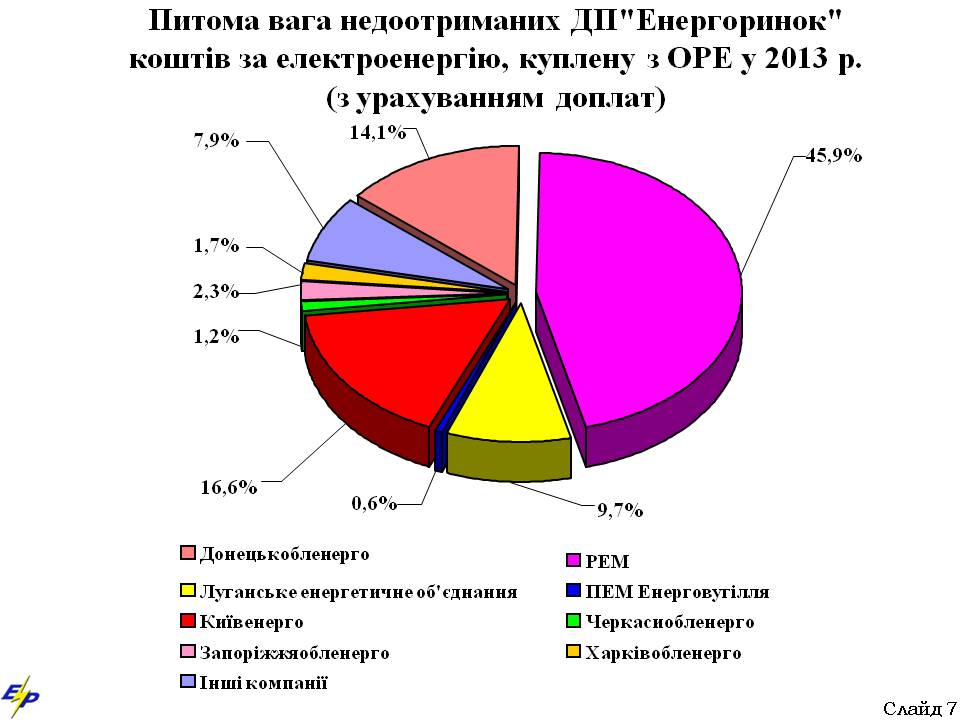 Питома вага недоотриманих ДП"Енергоринок"
коштів за електроенергію, куплену з ОРЕ у 2013 р.
(з урахуванням доплат)
14,1%
7,9%
45,9%
1,7%
2,3%
1,2%
16,6%
0,6%
9,7%
Донецькобленерго
РЕМ
Луганське енергетичне об'єднання
ПЕМ Енерговугілля
Київенерго
Черкасиобленерго
Запоріжжяобленерго
Харківобленерго
Інші компанії
ЕР
Слайд 7